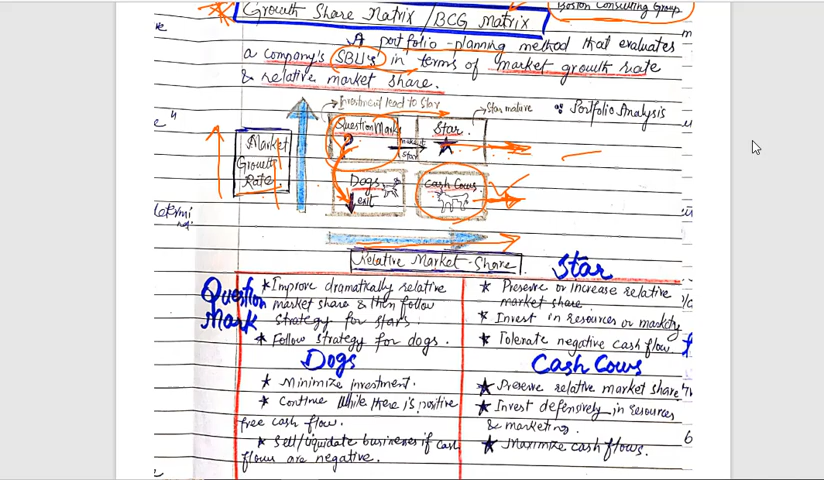 Growth Share Matrix / BCG Matrix
Boston Consulting Group
A portfolio-planning method that evaluates
a company's SBU's in terms of market growth rate
& relative market share.
Investment lead to Star
Star mature
Portfolio Analysis
Question Mark
?
Star
Market
Growth
Rate
Dogs
exit
Cash Cows
Relative Market-Share
Question
Mark
★ Improve dramatically relative
market share & then follow
strategy for stars.
★ Follow strategy for dogs.
Dogs
★ Minimize investment.
★ Continue while there is positive
free cash flow.
★ Sell/liquidate businesses if cash
flows are negative.
Star
★ Preserve or increase relative
market share
★ Invest in resources or
★ Tolerate negative cash flow
Cash Cows
★ Preserve relative market share
★ Invest defensively in resources
& marketing.
★ Maximize cash flows.